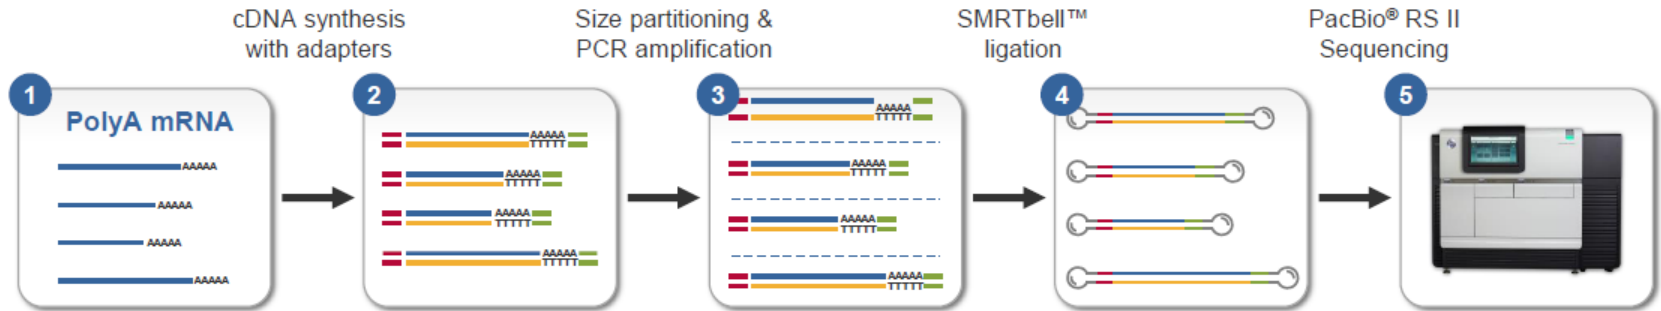 cDNA synthesis
with adapters
Size partitioning &
PCR amplification
SMRTbell™
ligation
PacBio® RS II
Sequencing
1
PolyA mRNA
AAAAA
AAAAA
AAAAA
AAAAA
2
AAAAA
TTTTT
AAAAA
TTTTT
AAAAA
TTTTT
AAAAA
TTTTT
3
AAAAA
TTTTT
AAAAA
TTTTT
AAAAA
TTTTT
AAAAA
TTTTT
4
5